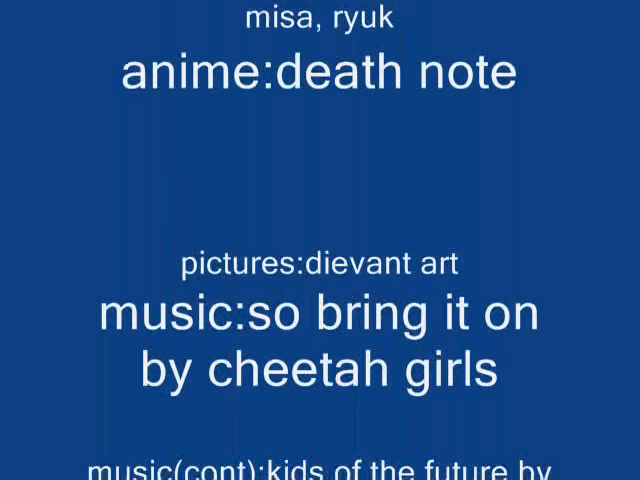 misa, ryuk
anime:death note
pictures:dievant art
music:so bring it on
by cheetah girls
music(cont):kids of the future by